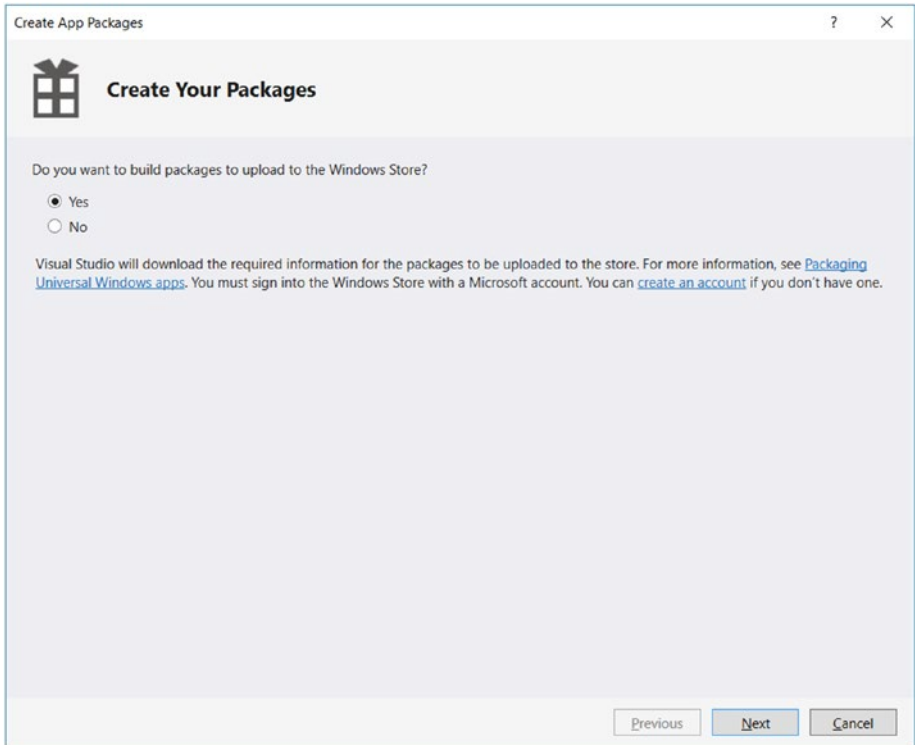 Create App Packages
?
Create Your Packages
Do you want to build packages to upload to the Windows Store?
Yes
No
Visual Studio will download the required information for the packages to be uploaded to the store. For more information, see Packaging
Universal Windows apps. You must sign into the Windows Store with a Microsoft account. You can create an account if you don't have one.
Previous Next Cancel